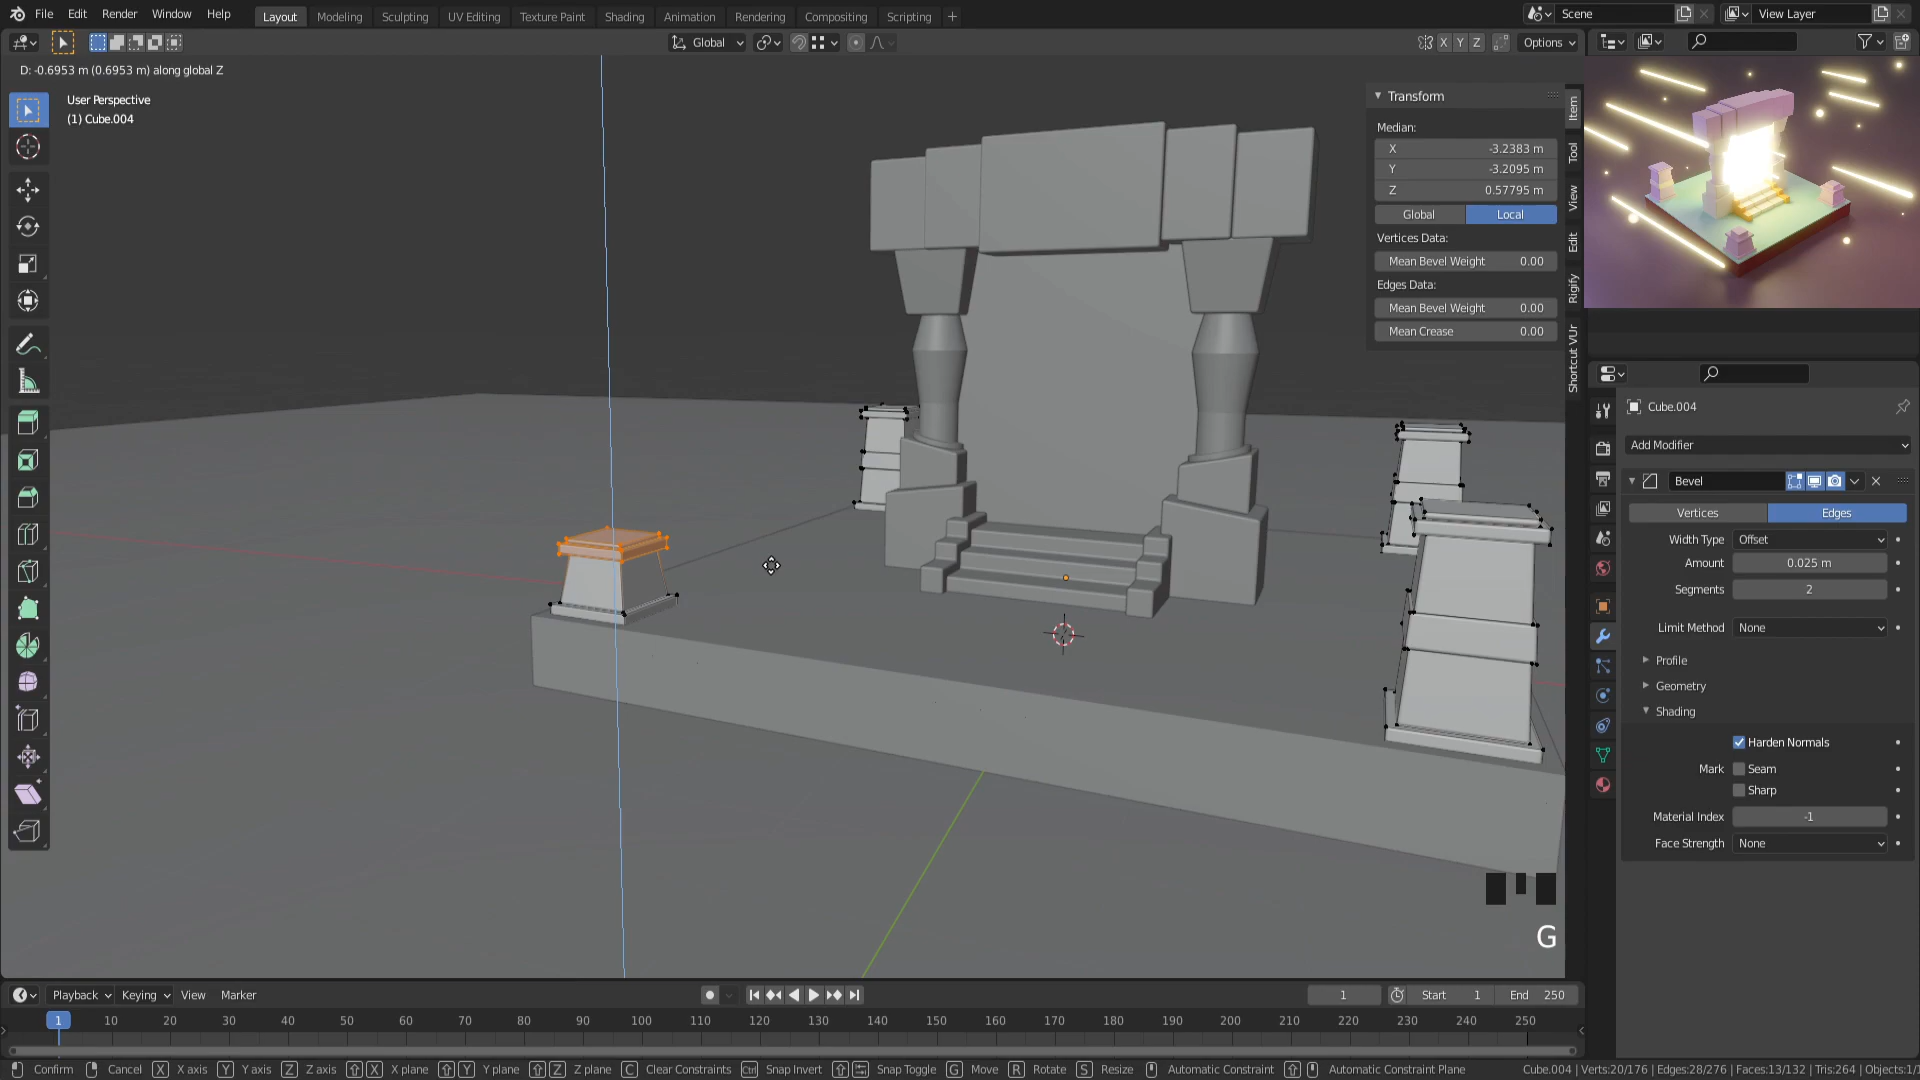 File Edit Render Window Help Layout Modeling Sculpting UV Editing Texture Paint Shading Animation Rendering Compositing Scripting + Scene View Layer
Global X Y Z Options
D: -0.6953 m (0.6953 m) along global Z
User Perspective
(1) Cube.004
Transform
Median:
X -3.2383 m
Y -3.2095 m
Z 0.57795 m
Global Local
Vertices Data:
Mean Bevel Weight 0.00
Edges Data:
Mean Bevel Weight 0.00
Mean Crease 0.00
Item
Tool
View
Edit
Rigify
Shortcut VUr
Cube.004
Add Modifier
Bevel
Vertices Edges
Width Type Offset
Amount 0.025 m
Segments 2
Limit Method None
Profile
Geometry
Shading
Harden Normals
Mark Seam
Sharp
Material Index -1
Face Strength None
G
Playback Keying View Marker 1 Start 1 End 250
1 10 20 30 40 50 60 70 80 90 100 110 120 130 140 150 160 170 180 190 200 210 220 230 240 250
Confirm Cancel X X axis Y Y axis Z Z axis X X plane Y Y plane Z Z plane C Clear Constraints Ctrl Snap Invert Snap Toggle G Move R Rotate S Resize Automatic Constraint Automatic Constraint Plane Cube.004 | Verts:20/176 | Edges:28/276 | Faces:13/132 | Tris:264 | Objects:1/1